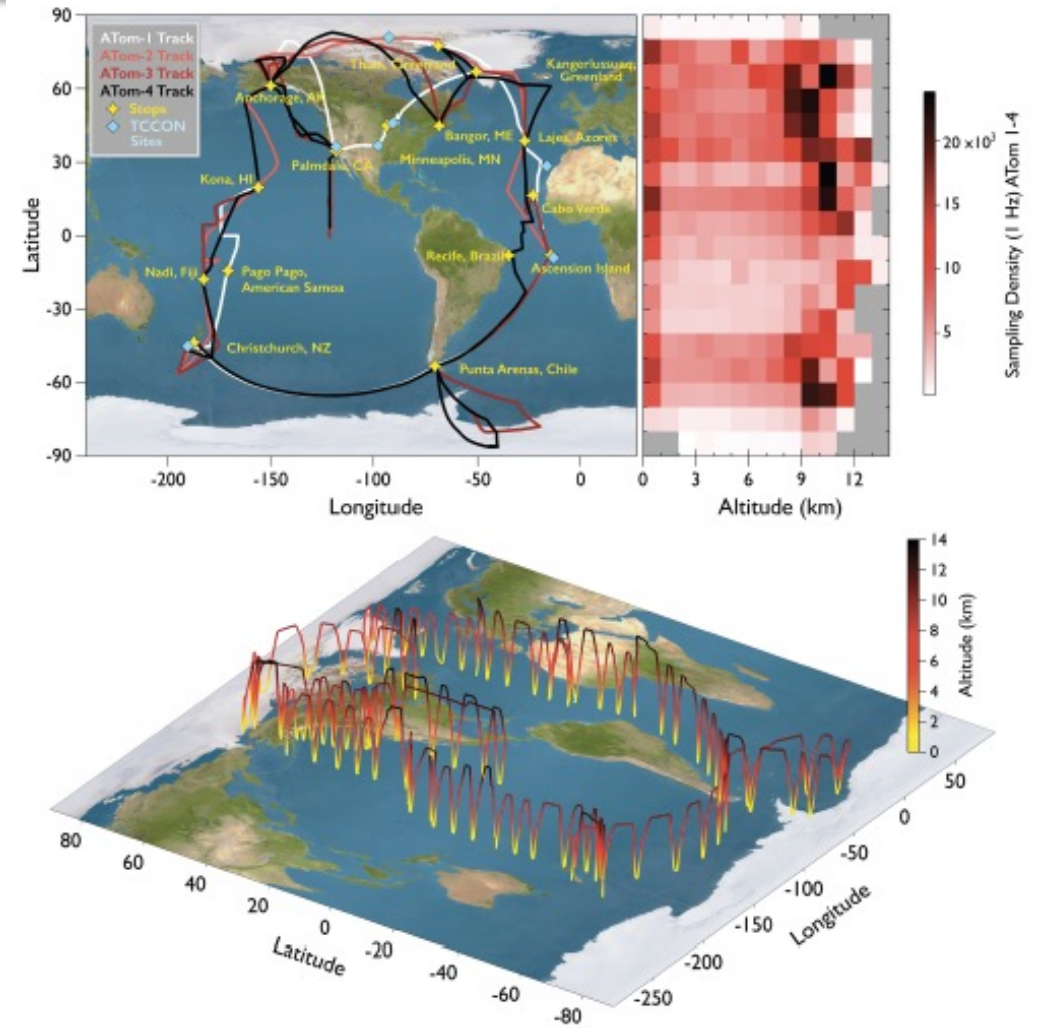 90
60
30
0
-30
-60
-90
Latitude
ATom-1 Track
ATom-2 Track
ATom-3 Track
ATom-4 Track
Stops
TCCON
Sites
Thule, Greenland
Kangerlussuaq,
Greenland
Anchorage, AK
Bangor, ME
Lajes, Azores
Palmdale, CA
Minneapolis, MN
Kona, HI
Cabo Verde
Recife, Brazil
Ascension Island
Nadi, Fiji
Pago Pago,
American Samoa
Christchurch, NZ
Punta Arenas, Chile
-200
-150
-100
-50
0
Longitude
0
3
6
9
12
Altitude (km)
20 x10³
15
10
5
Sampling Density (1 Hz) ATom 1-4
14
12
10
8
6
4
2
0
Altitude (km)
80
60
40
20
0
-20
-40
-60
-80
Latitude
50
0
-50
-100
-150
-200
-250
Longitude